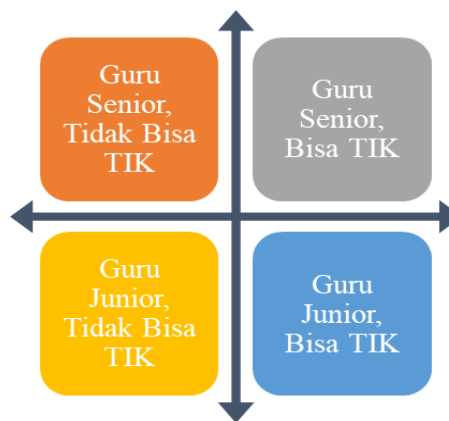 Guru
Senior,
Tidak Bisa
TIK
Guru
Senior,
Bisa TIK
Guru
Junior,
Tidak Bisa
TIK
Guru
Junior,
Bisa TIK